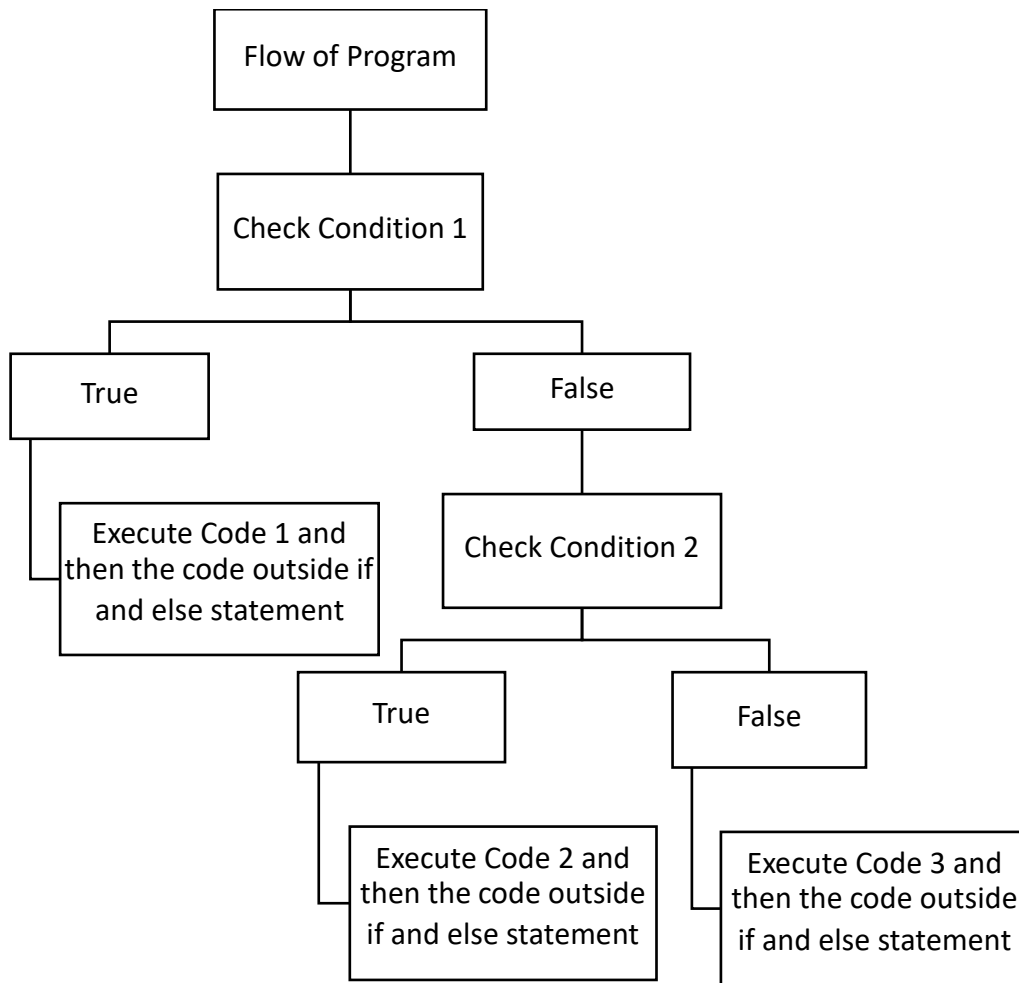 Flow of Program
Check Condition 1
True
False
Execute Code 1 and
then the code outside if
and else statement
Check Condition 2
True
False
Execute Code 2 and
then the code outside
if and else statement
Execute Code 3 and
then the code outside
if and else statement